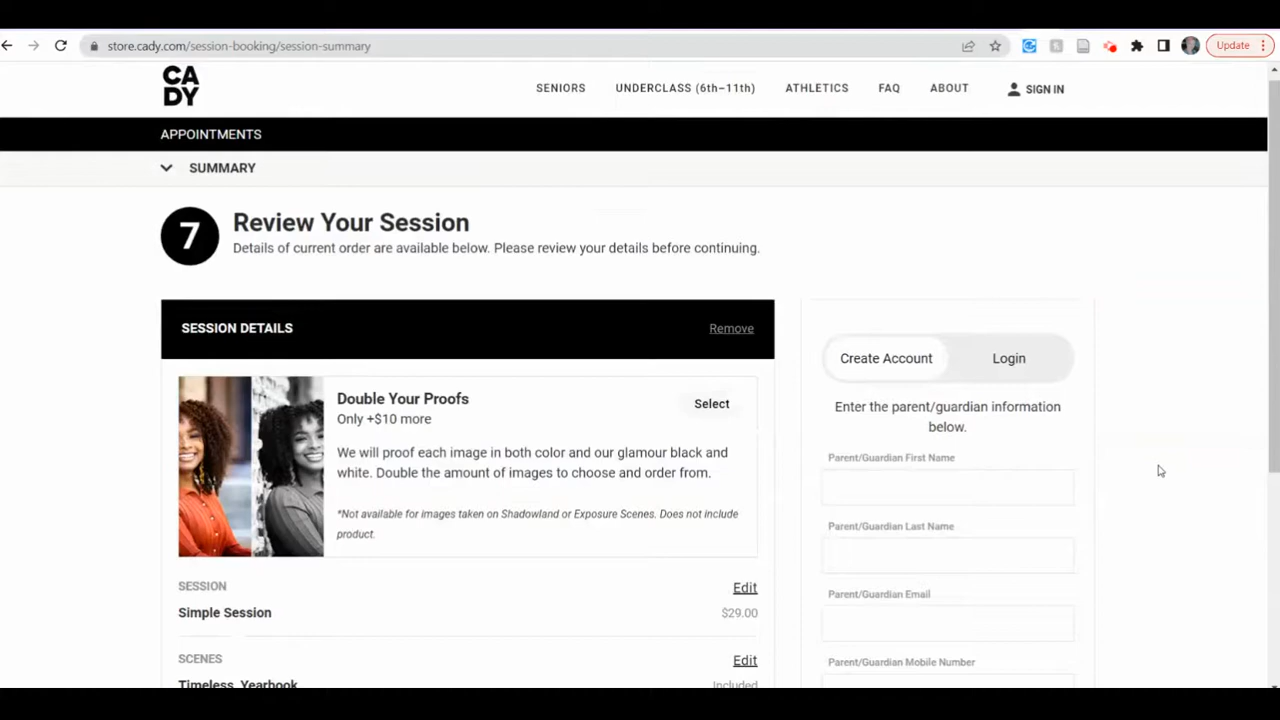 store.cady.com/session-booking/session-summary
Update
CA
DY
SENIORS
UNDERCLASS (6th–11th)
ATHLETICS
FAQ
ABOUT
SIGN IN
APPOINTMENTS
SUMMARY
7
Review Your Session
Details of current order are available below. Please review your details before continuing.
SESSION DETAILS
Remove
Double Your Proofs
Select
Only +$10 more
We will proof each image in both color and our glamour black and
white. Double the amount of images to choose and order from.
*Not available for images taken on Shadowland or Exposure Scenes. Does not include
product.
SESSION
Edit
Simple Session
$29.00
SCENES
Edit
Timeless, Yearbook
Included
Create Account
Login
Enter the parent/guardian information
below.
Parent/Guardian First Name
Parent/Guardian Last Name
Parent/Guardian Email
Parent/Guardian Mobile Number